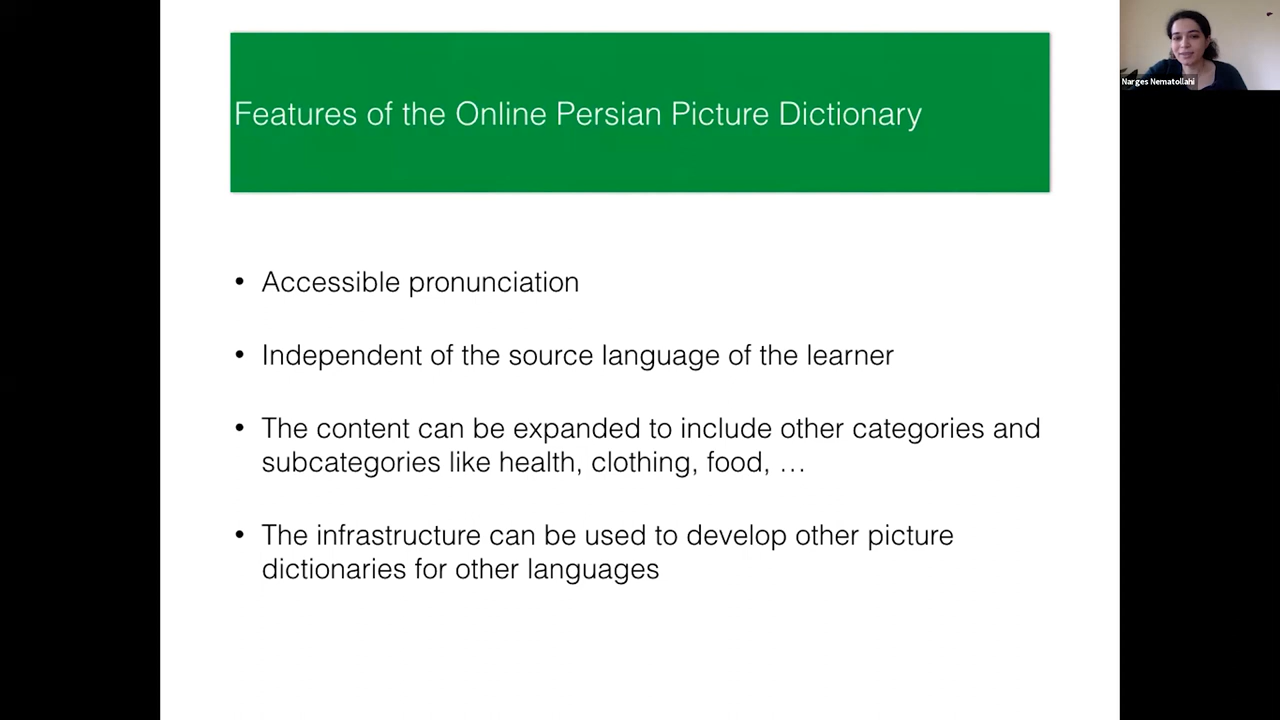 Features of the Online Persian Picture Dictionary
Narges Nematollahi
• Accessible pronunciation
• Independent of the source language of the learner
• The content can be expanded to include other categories and
subcategories like health, clothing, food, …
• The infrastructure can be used to develop other picture
dictionaries for other languages